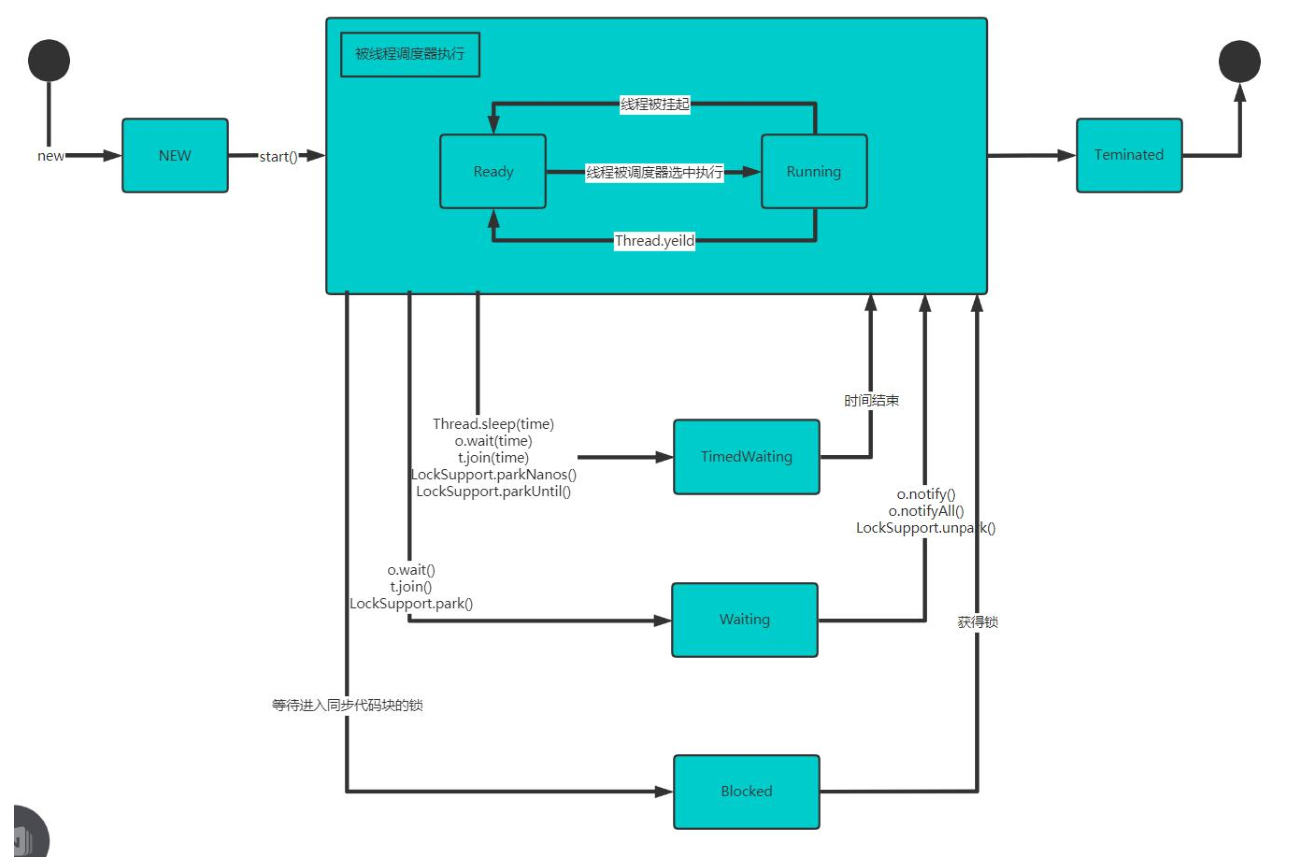 被线程调度器执行
线程被挂起
new
NEW
start()
Ready
线程被调度器选中执行
Running
Teminated
Thread.yeild
时间结束
Thread.sleep(time)
o.wait(time)
t.join(time)
LockSupport.parkNanos()
LockSupport.parkUntil()
TimedWaiting
o.notify()
o.notifyAll()
LockSupport.unpark()
o.wait()
t.join()
LockSupport.park()
Waiting
获得锁
等待进入同步代码块的锁
Blocked
N